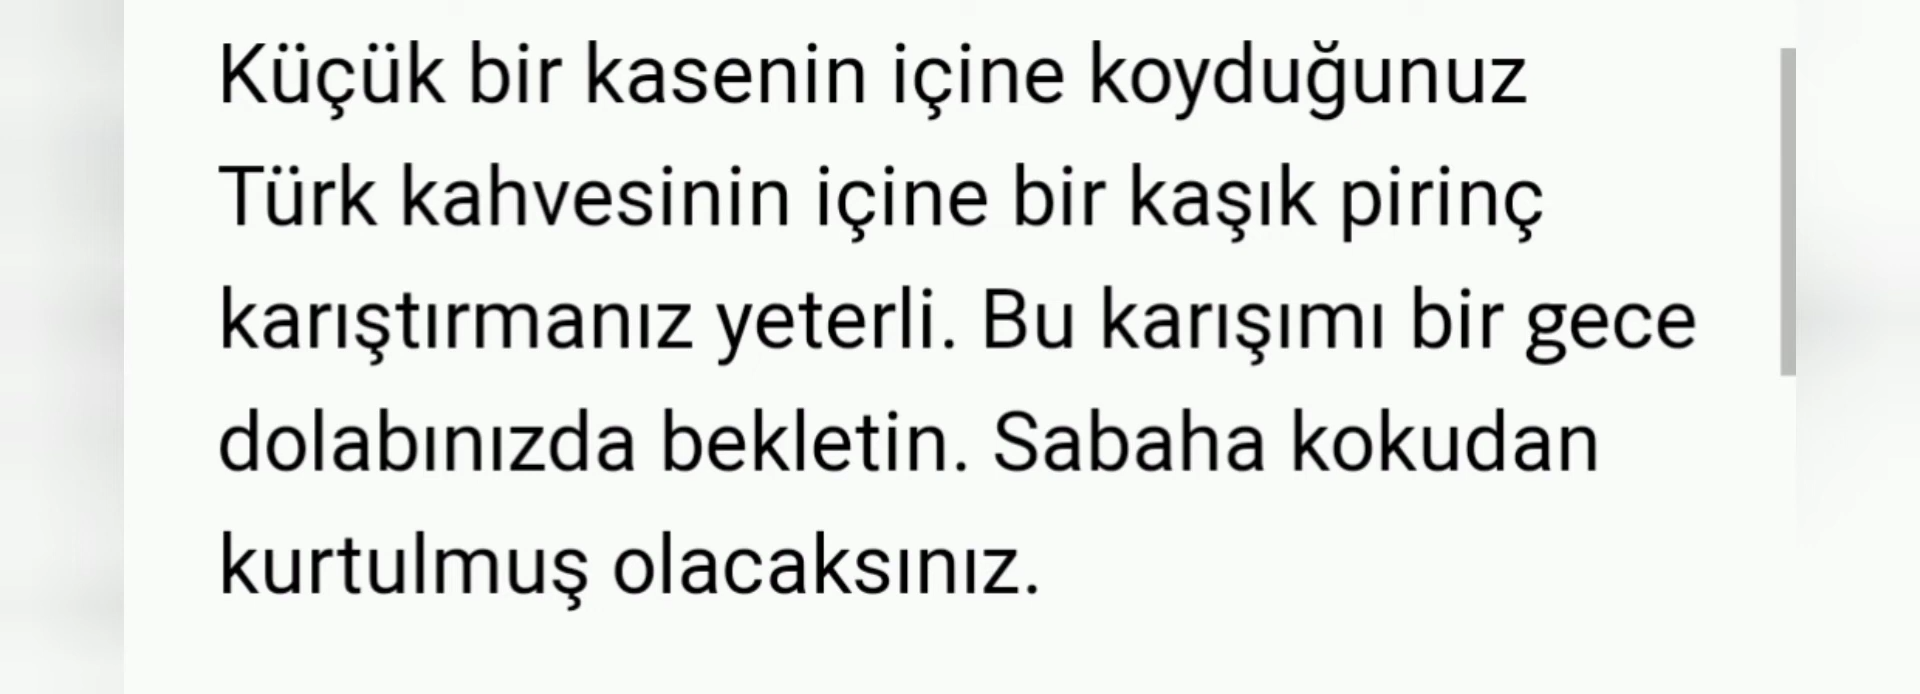 Küçük bir kasenin içine koyduğunuz
Türk kahvesinin içine bir kaşık pirinç
karıştırmanız yeterli. Bu karışımı bir gece
dolabınızda bekletin. Sabaha kokudan
kurtulmuş olacaksınız.